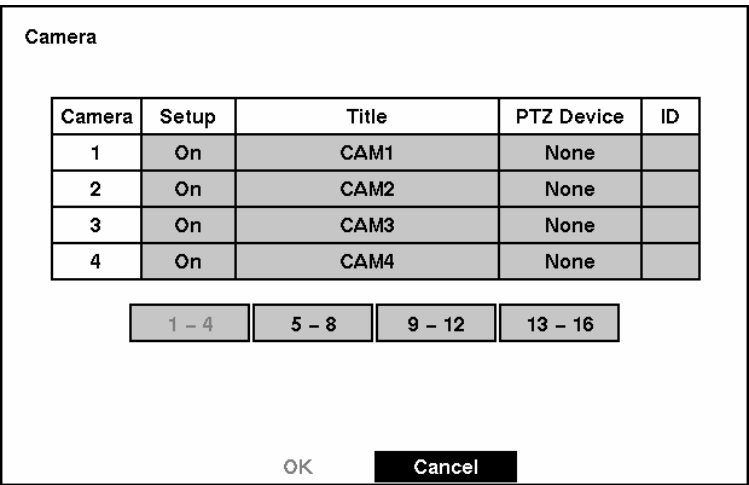 Camera
Camera Setup Title PTZ Device ID
1 On CAM1 None
2 On CAM2 None
3 On CAM3 None
4 On CAM4 None
1 – 4 5 – 8 9 – 12 13 – 16
OK Cancel